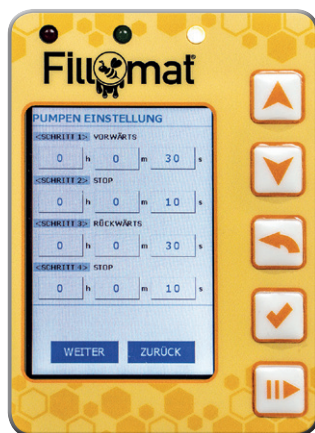 Fillomat®
PUMPEN EINSTELLUNG
<SCHRITT 1> VORWÄRTS
0 h 0 m 30 s
<SCHRITT 2> STOP
0 h 0 m 10 s
<SCHRITT 3> RÜCKWÄRTS
0 h 0 m 30 s
<SCHRITT 4> STOP
0 h 0 m 10 s
WEITER ZURÜCK